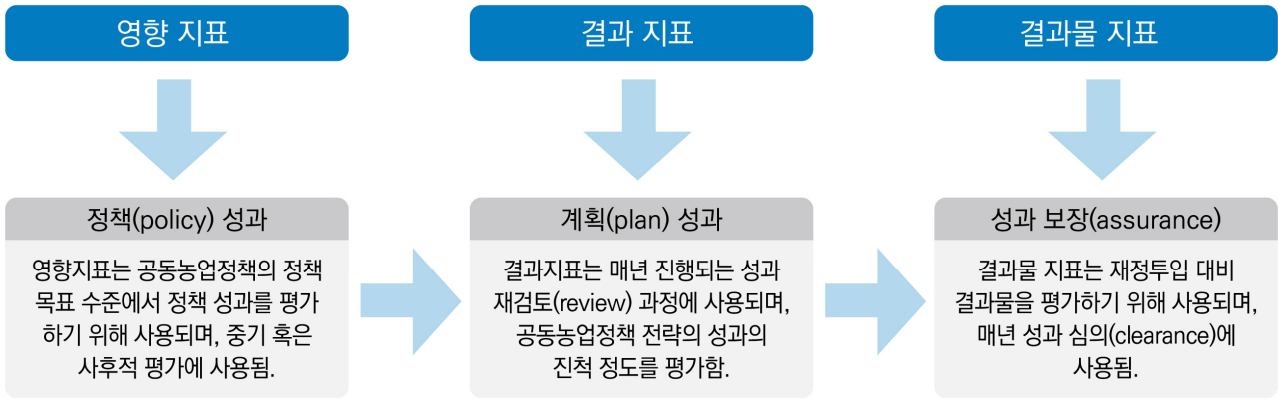 영향 지표
결과 지표
결과물 지표
정책(policy) 성과
영향지표는 공동농업정책의 정책
목표 수준에서 정책 성과를 평가
하기 위해 사용되며, 중기 혹은
사후적 평가에 사용됨.
계획(plan) 성과
결과지표는 매년 진행되는 성과
재검토(review) 과정에 사용되며,
공동농업정책 전략의 성과의
진척 정도를 평가함.
성과 보장(assurance)
결과물 지표는 재정투입 대비
결과물을 평가하기 위해 사용되며,
매년 성과 심의(clearance)에
사용됨.